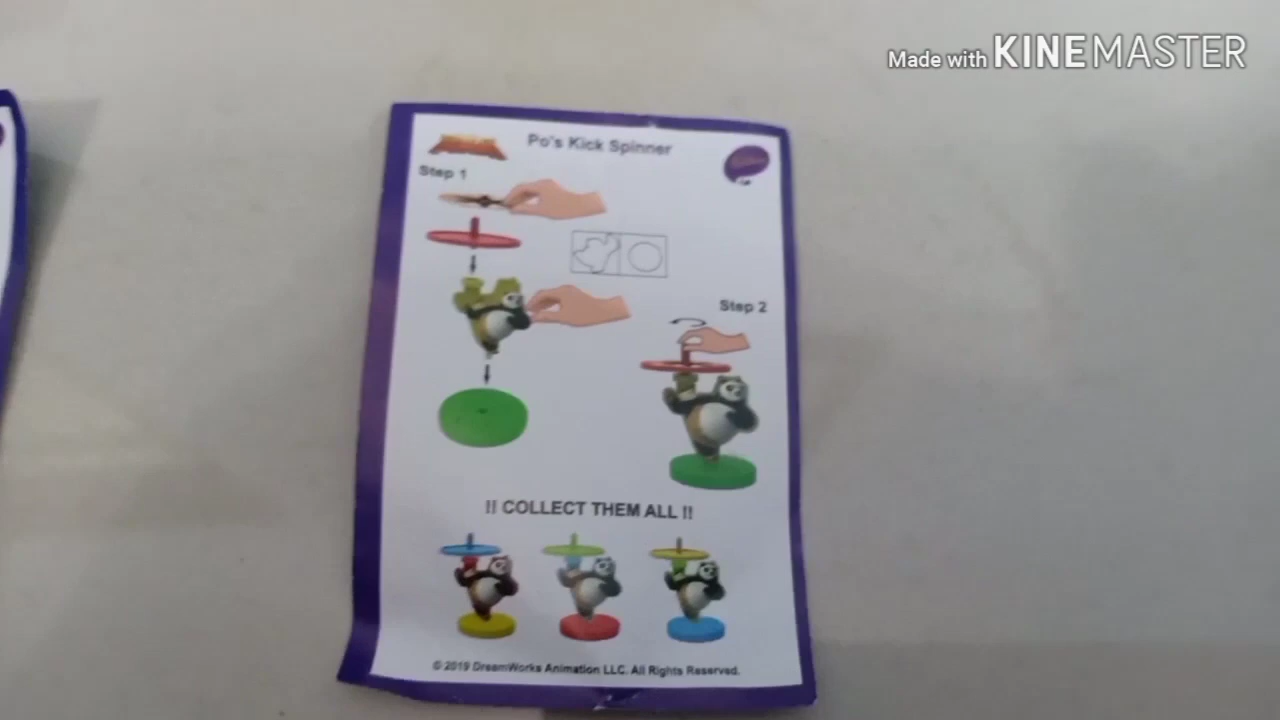 Made with KINEMASTER
Po's Kick Spinner
Step 1
Step 2
!! COLLECT THEM ALL !!
© 2019 DreamWorks Animation LLC. All Rights Reserved.